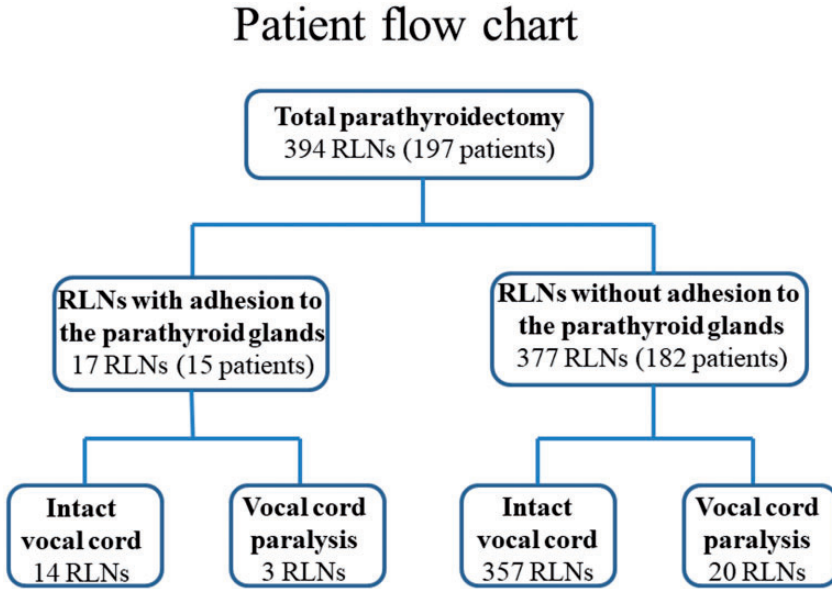 Patient flow chart
Total parathyroidectomy
394 RLNs (197 patients)
RLNs with adhesion to
the parathyroid glands
17 RLNs (15 patients)
RLNs without adhesion to
the parathyroid glands
377 RLNs (182 patients)
Intact
vocal cord
14 RLNs
Vocal cord
paralysis
3 RLNs
Intact
vocal cord
357 RLNs
Vocal cord
paralysis
20 RLNs